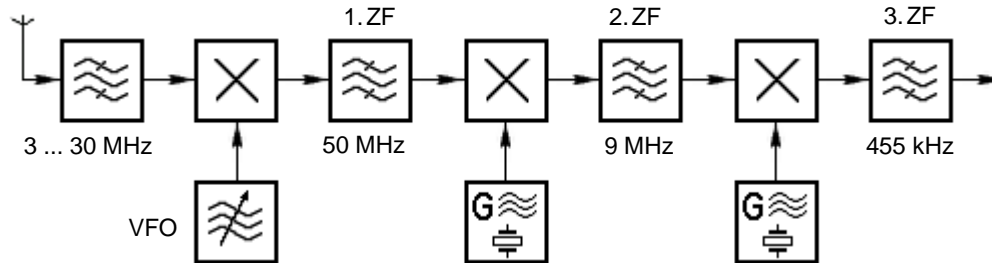 1. ZF
2. ZF
3. ZF
3 ... 30 MHz
50 MHz
9 MHz
455 kHz
VFO
G
G